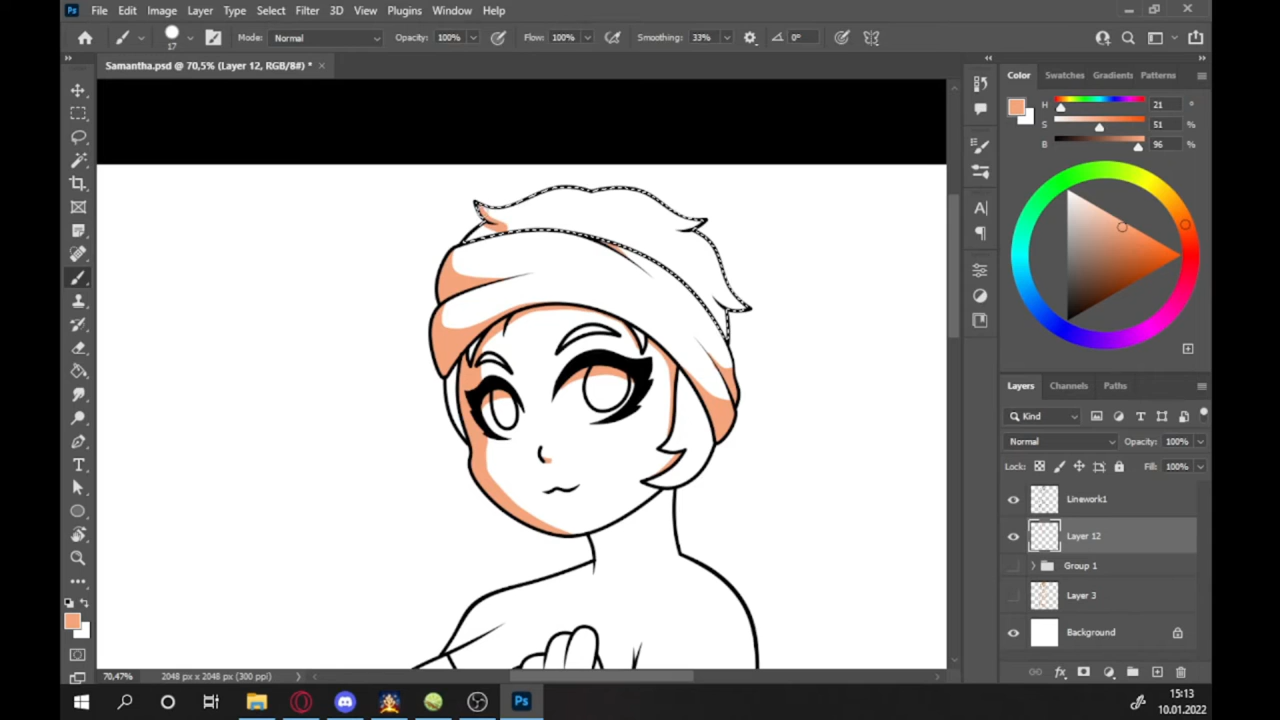 Ps File Edit Image Layer Type Select Filter 3D View Plugins Window Help
17 Mode: Normal Opacity: 100% Flow: 100% Smoothing: 33% 0°
Samantha.psd @ 70,5% (Layer 12, RGB/8#) *
Color Swatches Gradients Patterns
H 21 °
S 51 %
B 96 %
Layers Channels Paths
Kind
Normal Opacity: 100%
Lock: Fill: 100%
Linework1
Layer 12
Group 1
Layer 3
Background
70,47% 2048 px x 2048 px (300 ppi)
Ps
15:13
10.01.2022